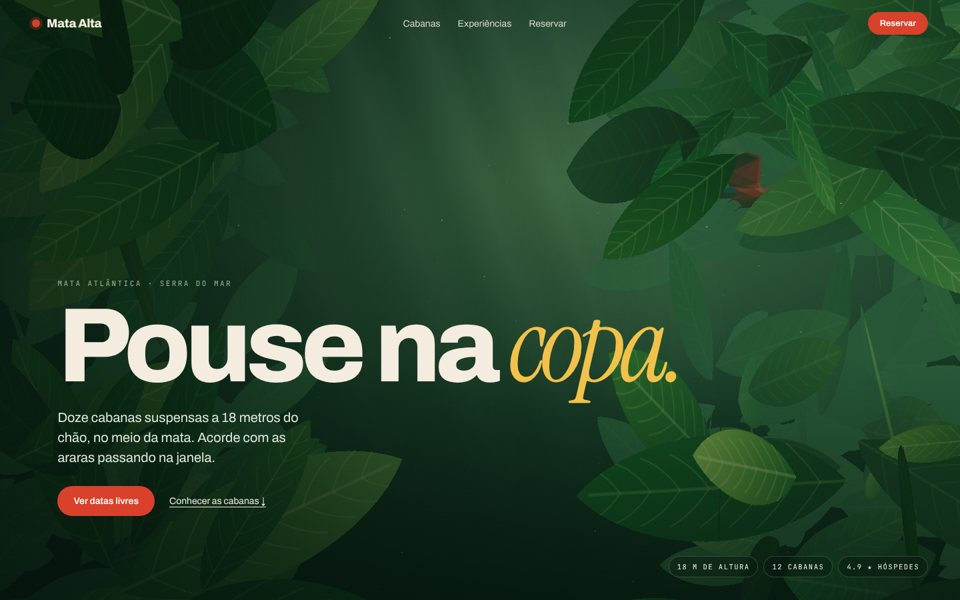 Mata Alta
Cabanas Experiências Reservar
Reservar
MATA ATLÂNTICA · SERRA DO MAR
Pouse na copa.
Doze cabanas suspensas a 18 metros do
chão, no meio da mata. Acorde com as
araras passando na janela.
Ver datas livres
Conhecer as cabanas ↓
18 M DE ALTURA
12 CABANAS
4.9 ★ HÓSPEDES